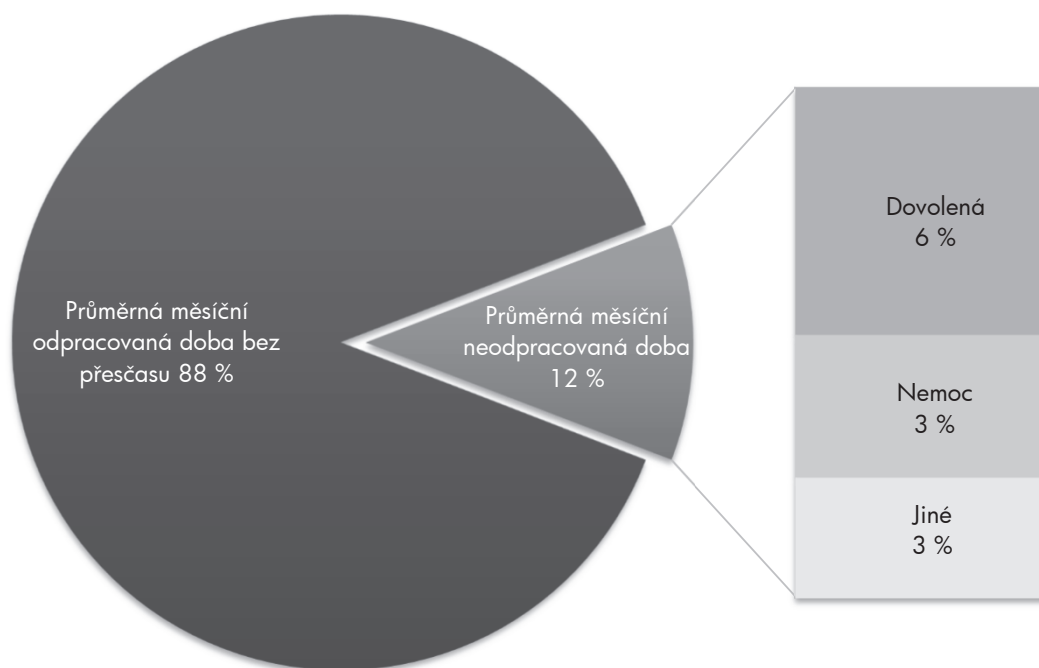 Průměrná měsíční
odpracovaná doba bez
přesčasu 88 %
Průměrná měsíční
neodpracovaná doba
12 %
Dovolená
6 %
Nemoc
3 %
Jiné
3 %